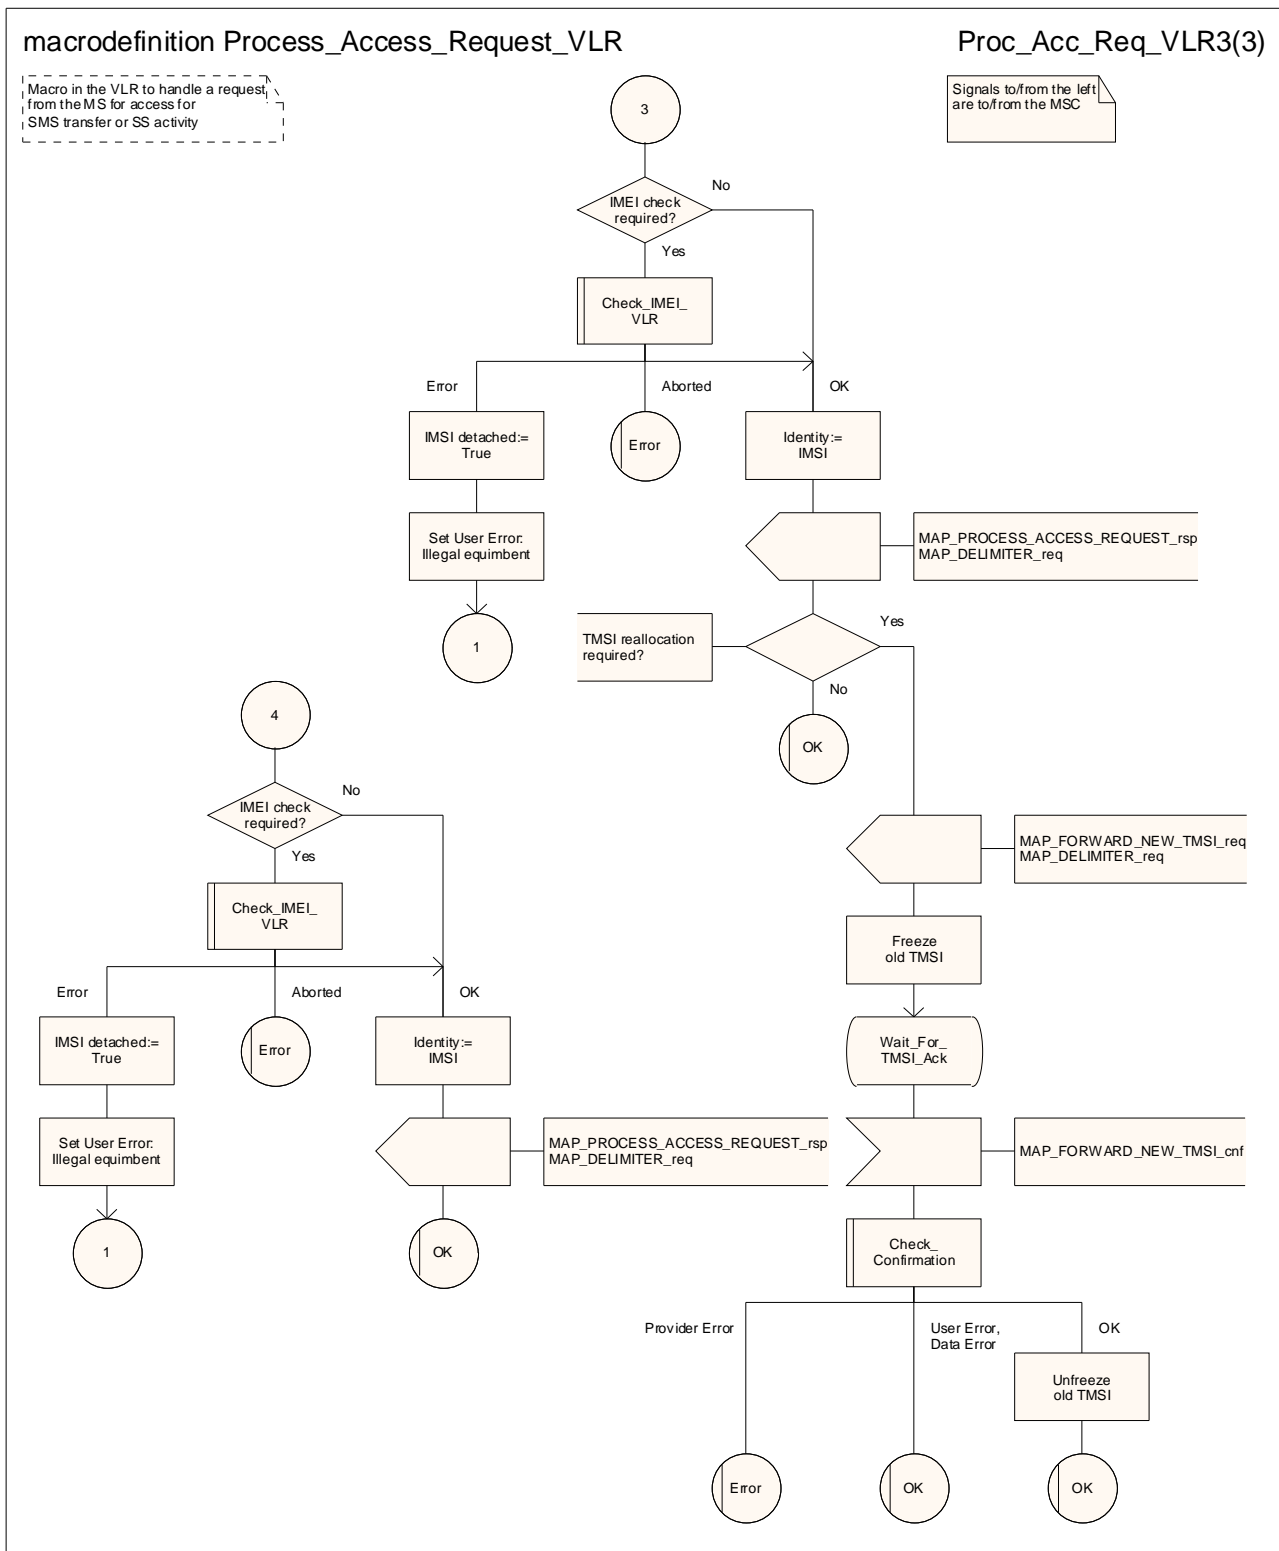 macrodefinition Process_Access_Request_VLR
Proc_Acc_Req_VLR3(3)
Macro in the VLR to handle a request
from the MS for access for
SMS transfer or SS activity
Signals to/from the left
are to/from the MSC
3
IMEI check
required?
No
Yes
Check_IMEI_
VLR
Error
Aborted
OK
IMSI detached:=
True
Error
Identity:=
IMSI
Set User Error:
Illegal equimbent
MAP_PROCESS_ACCESS_REQUEST_rsp
MAP_DELIMITER_req
1
TMSI reallocation
required?
Yes
No
OK
4
IMEI check
required?
No
Yes
Check_IMEI_
VLR
MAP_FORWARD_NEW_TMSI_req
MAP_DELIMITER_req
Freeze
old TMSI
Error
Aborted
OK
IMSI detached:=
True
Error
Identity:=
IMSI
Wait_For_
TMSI_Ack
Set User Error:
Illegal equimbent
MAP_PROCESS_ACCESS_REQUEST_rsp
MAP_DELIMITER_req
MAP_FORWARD_NEW_TMSI_cnf
1
OK
Check_
Confirmation
Provider Error
User Error,
Data Error
OK
Unfreeze
old TMSI
Error
OK
OK